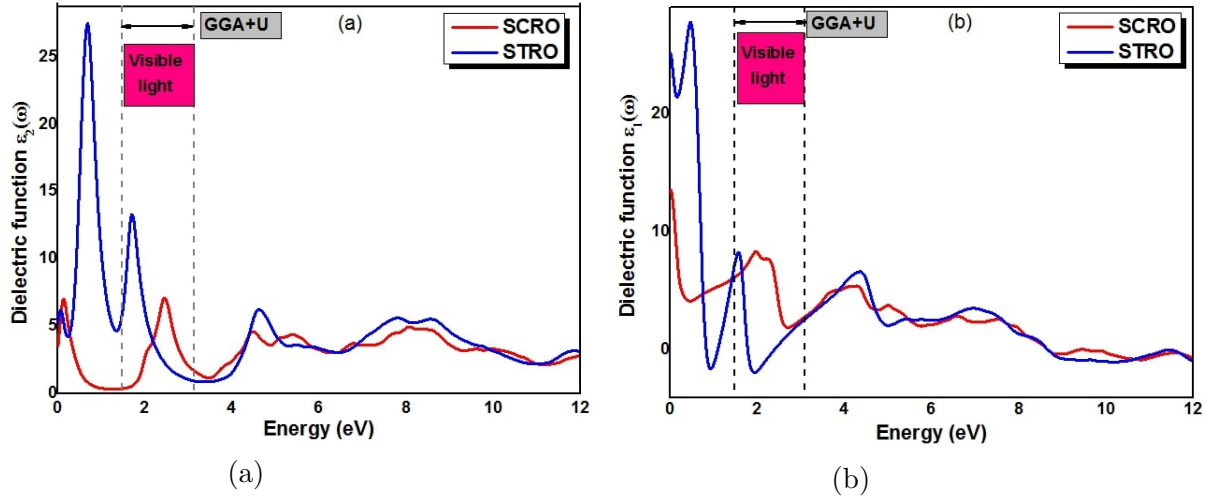 GGA+U
(a)
SCRO
STRO
Visible
light
Dielectric function ε₂(ω)
25
20
15
10
5
0
0 2 4 6 8 10 12
Energy (eV)
(a)
GGA+U
(b)
SCRO
STRO
Visible
light
Dielectric function ε₁(ω)
20
10
0
0 2 4 6 8 10 12
Energy (eV)
(b)